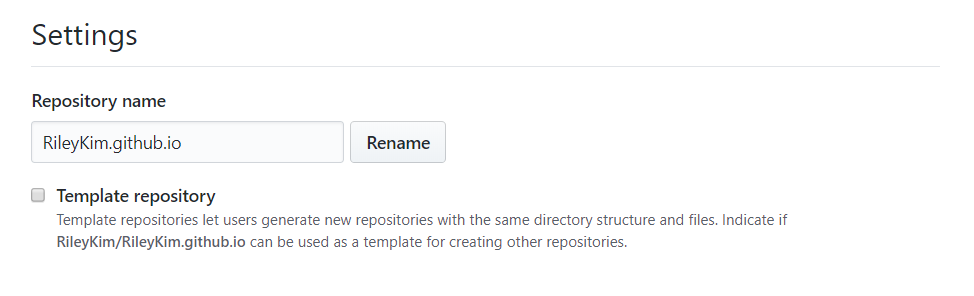 Settings
Repository name
RileyKim.github.io
Rename
Template repository
Template repositories let users generate new repositories with the same directory structure and files. Indicate if
RileyKim/RileyKim.github.io can be used as a template for creating other repositories.